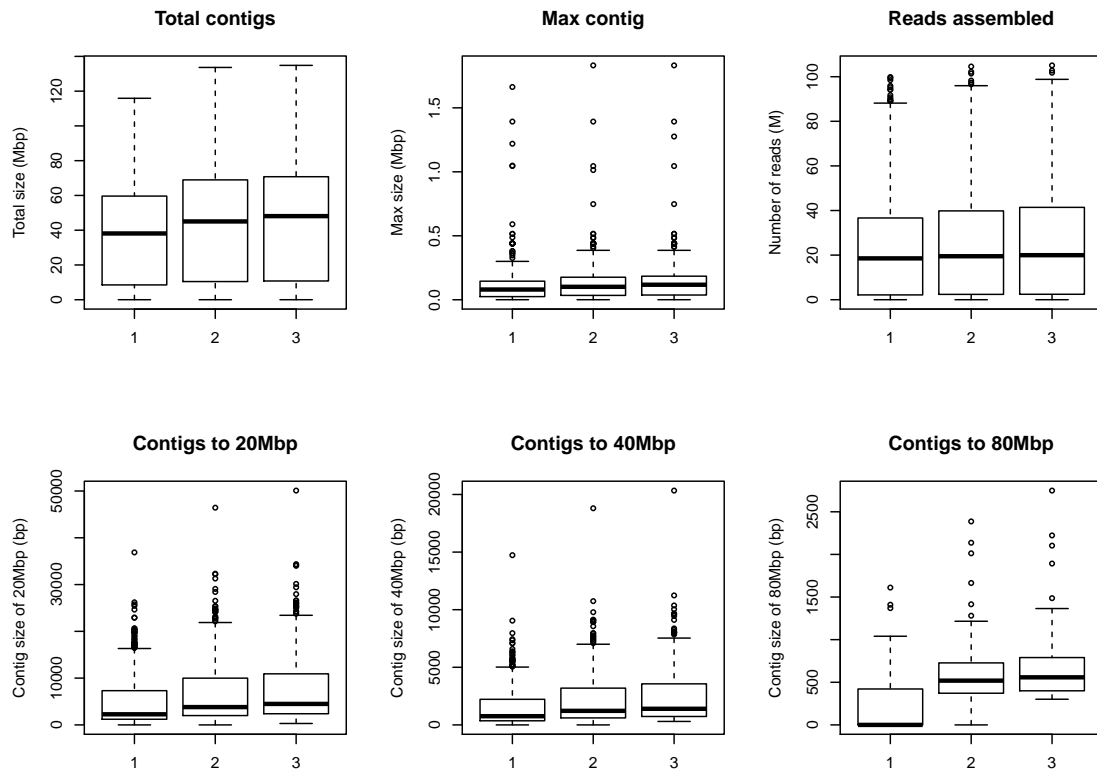 Total contigs
Total size (Mbp)
0 20 40 60 80 120
1 2 3
Max contig
Max size (Mbp)
0.0 0.5 1.0 1.5
1 2 3
Reads assembled
Number of reads (M)
0 20 40 60 80 100
1 2 3
Contigs to 20Mbp
Contig size of 20Mbp (bp)
0 10000 30000 50000
1 2 3
Contigs to 40Mbp
Contig size of 40Mbp (bp)
0 5000 10000 15000 20000
1 2 3
Contigs to 80Mbp
Contig size of 80Mbp (bp)
0 500 1500 2500
1 2 3